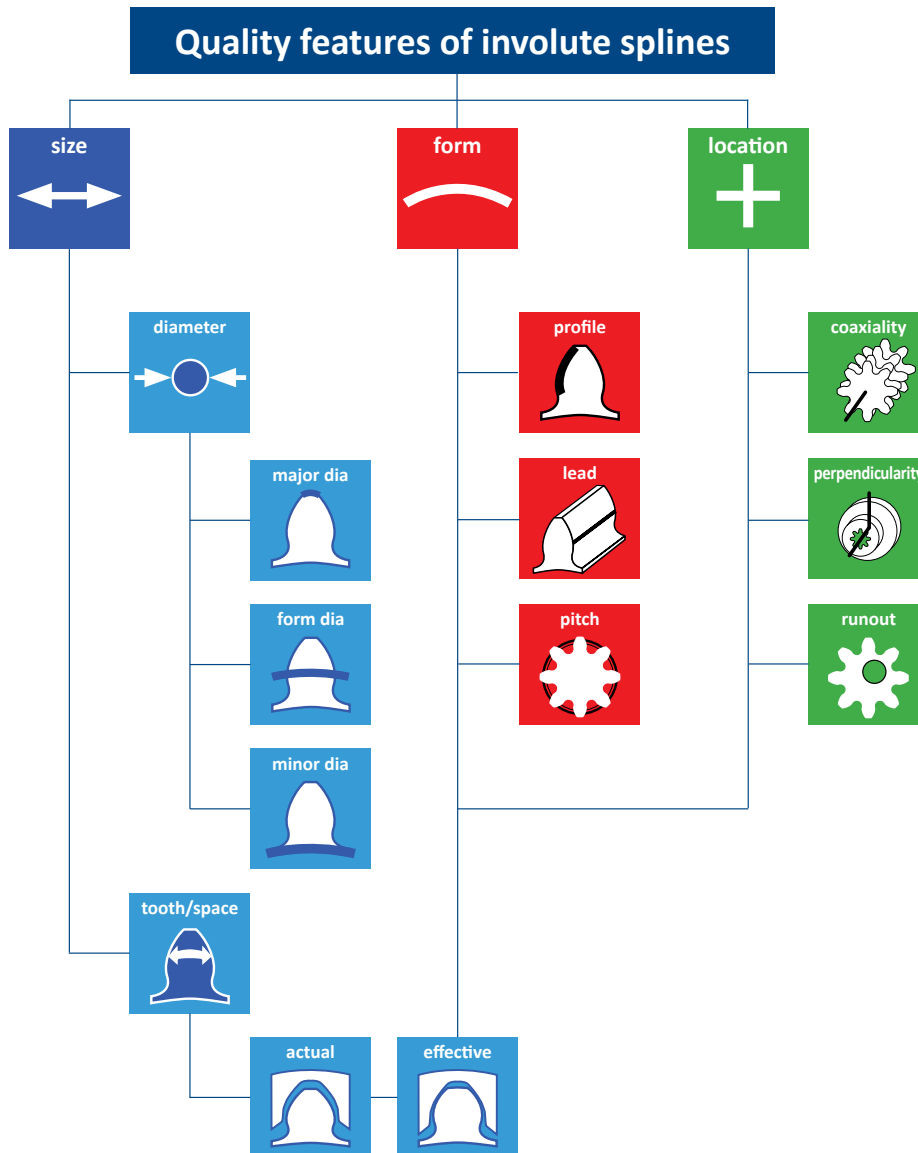 Quality features of involute splines
size
form
location
diameter
profile
coaxiality
major dia
lead
perpendicularity
form dia
pitch
runout
minor dia
tooth/space
actual
effective